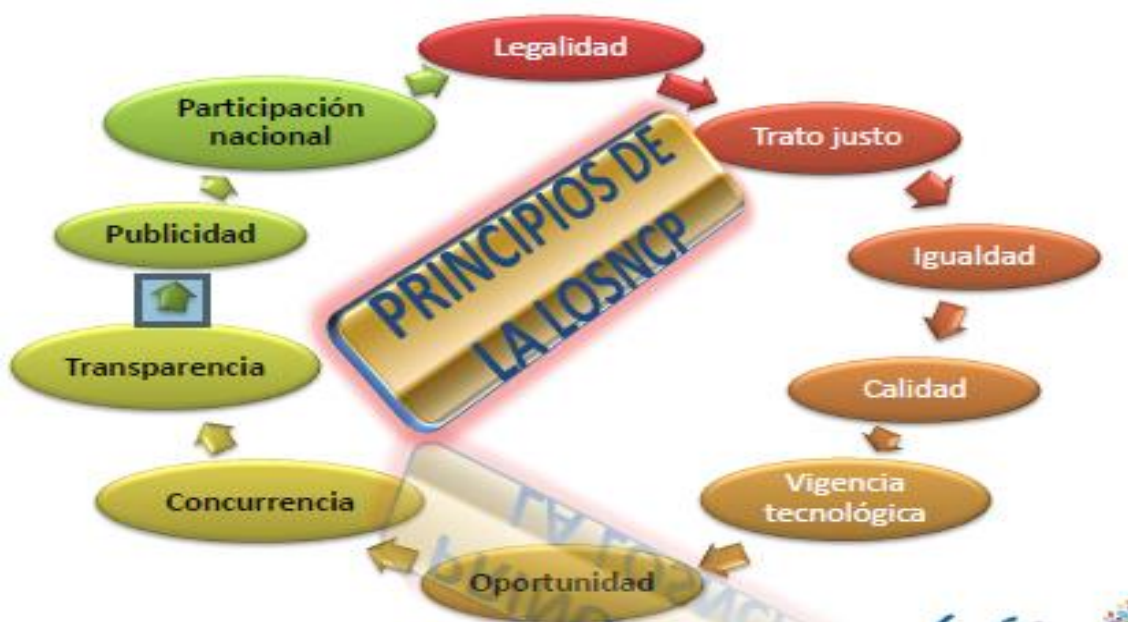 Legalidad
Trato justo
Igualdad
Calidad
Vigencia
tecnológica
Oportunidad
Concurrencia
Transparencia
Publicidad
Participación
nacional
PRINCIPIOS DE
LA LOSNCP